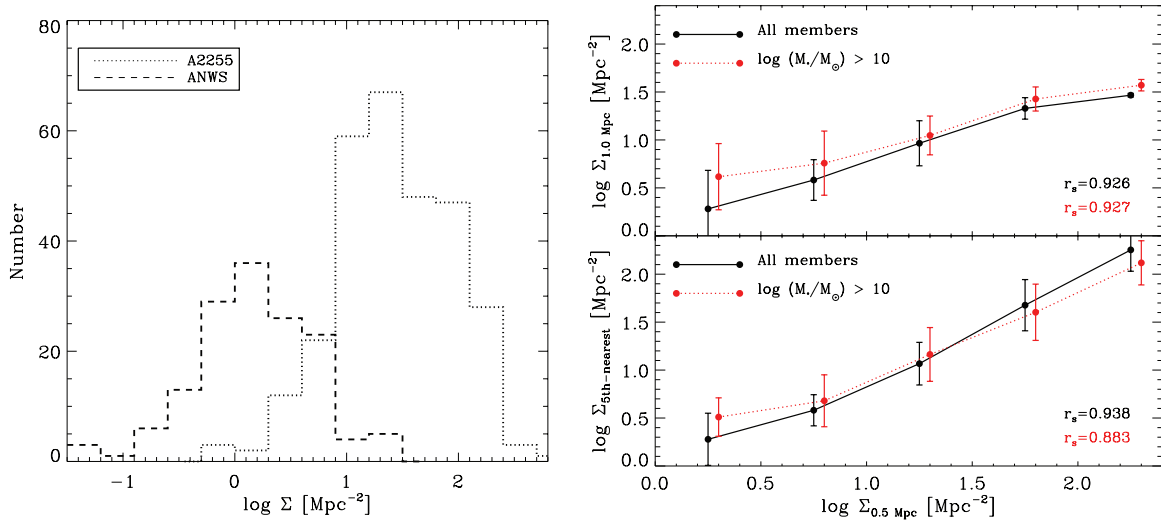 80
60
40
20
0
Number
A2255
ANWS
-1
0
1
2
log Σ [Mpc⁻²]
2.0
1.5
1.0
0.5
0.0
log Σ₁.₀ Mpc [Mpc⁻²]
All members
log (M⋆/M⊙) > 10
rₛ=0.926
rₛ=0.927
2.0
1.5
1.0
0.5
0.0
log Σ₅th−nearest [Mpc⁻²]
All members
log (M⋆/M⊙) > 10
rₛ=0.938
rₛ=0.883
0.0
0.5
1.0
1.5
2.0
log Σ₀.₅ Mpc [Mpc⁻²]